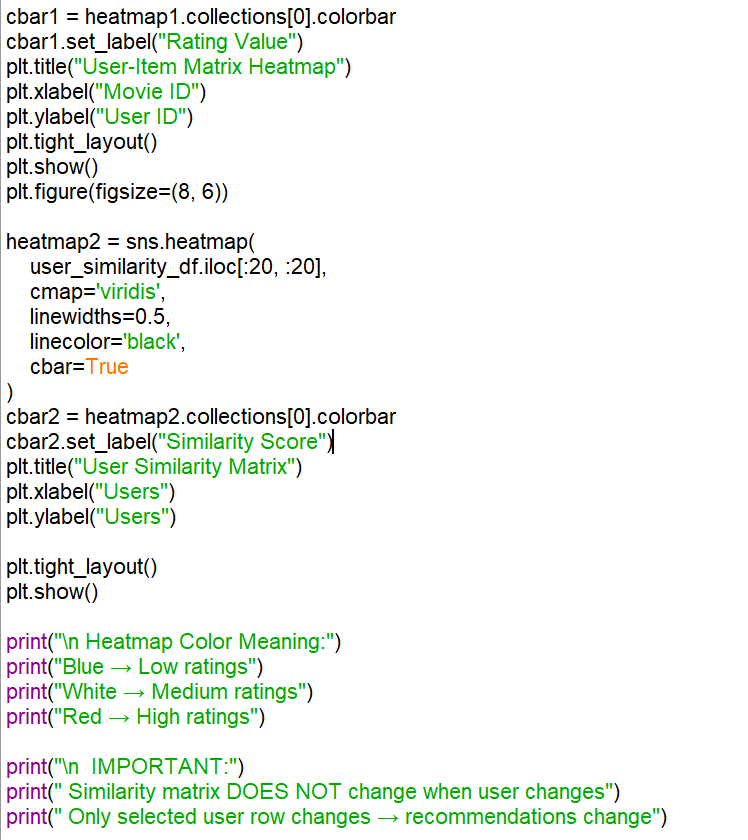 cbar1 = heatmap1.collections[0].colorbar
cbar1.set_label("Rating Value")
plt.title("User-Item Matrix Heatmap")
plt.xlabel("Movie ID")
plt.ylabel("User ID")
plt.tight_layout()
plt.show()
plt.figure(figsize=(8, 6))

heatmap2 = sns.heatmap(
    user_similarity_df.iloc[:20, :20],
    cmap='viridis',
    linewidths=0.5,
    linecolor='black',
    cbar=True
)
cbar2 = heatmap2.collections[0].colorbar
cbar2.set_label("Similarity Score")
plt.title("User Similarity Matrix")
plt.xlabel("Users")
plt.ylabel("Users")

plt.tight_layout()
plt.show()

print("\n Heatmap Color Meaning:")
print("Blue → Low ratings")
print("White → Medium ratings")
print("Red → High ratings")

print("\n  IMPORTANT:")
print(" Similarity matrix DOES NOT change when user changes")
print(" Only selected user row changes → recommendations change")